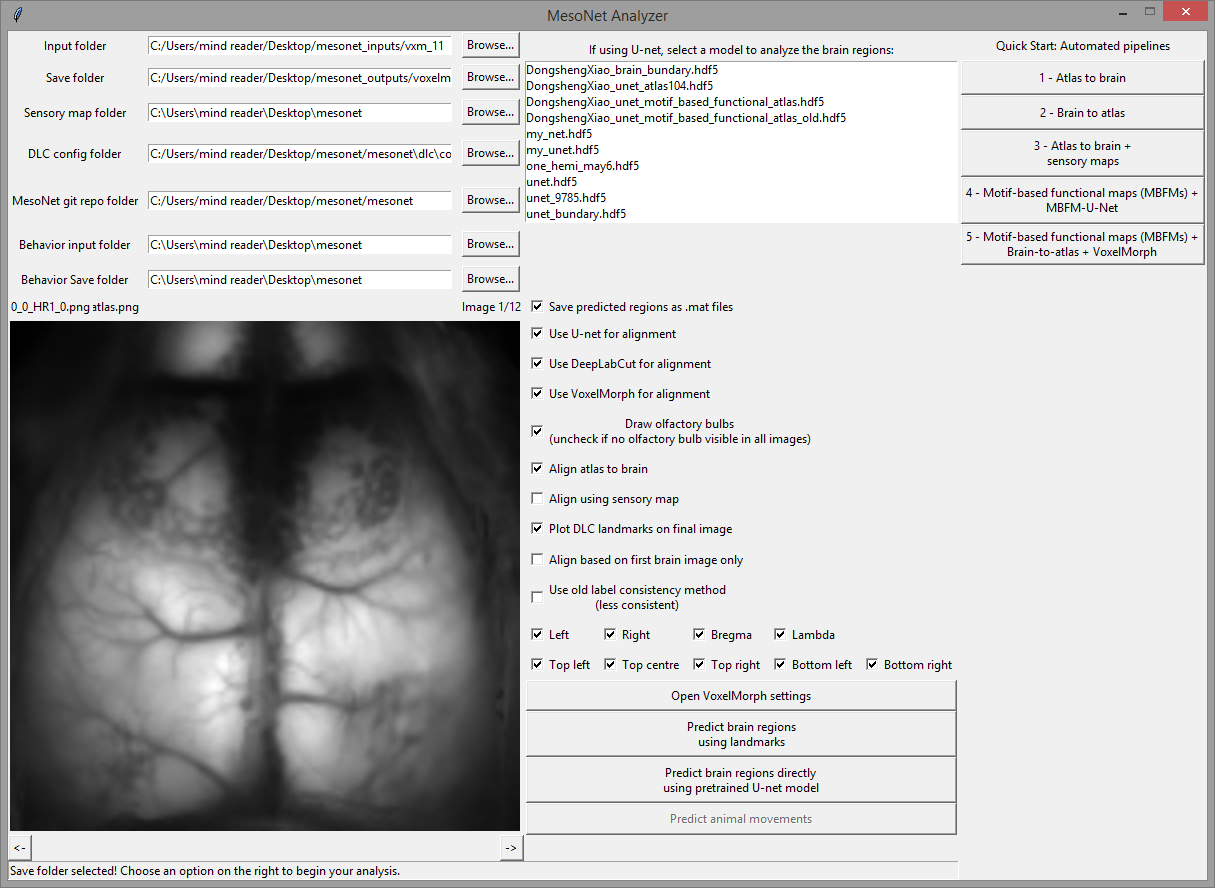 MesoNet Analyzer
Input folder
C:/Users/mind reader/Desktop/mesonet_inputs/vxm_11
Browse...
Save folder
C:/Users/mind reader/Desktop/mesonet_outputs/voxelm
Browse...
Sensory map folder
C:\Users\mind reader\Desktop\mesonet
Browse...
DLC config folder
C:/Users/mind reader/Desktop/mesonet/mesonet\dlc\co
Browse...
MesoNet git repo folder
C:/Users/mind reader/Desktop/mesonet/mesonet
Browse...
Behavior input folder
C:\Users\mind reader\Desktop\mesonet
Browse...
Behavior Save folder
C:\Users\mind reader\Desktop\mesonet
Browse...
0_0_HR1_0.png atlas.png
Image 1/12
If using U-net, select a model to analyze the brain regions:
DongshengXiao_brain_bundary.hdf5
DongshengXiao_unet_atlas104.hdf5
DongshengXiao_unet_motif_based_functional_atlas.hdf5
DongshengXiao_unet_motif_based_functional_atlas_old.hdf5
my_net.hdf5
my_unet.hdf5
one_hemi_may6.hdf5
unet.hdf5
unet_9785.hdf5
unet_bundary.hdf5
Quick Start: Automated pipelines
1 - Atlas to brain
2 - Brain to atlas
3 - Atlas to brain +
sensory maps
4 - Motif-based functional maps (MBFMs) +
MBFM-U-Net
5 - Motif-based functional maps (MBFMs) +
Brain-to-atlas + VoxelMorph
Save predicted regions as .mat files
Use U-net for alignment
Use DeepLabCut for alignment
Use VoxelMorph for alignment
Draw olfactory bulbs
(uncheck if no olfactory bulb visible in all images)
Align atlas to brain
Align using sensory map
Plot DLC landmarks on final image
Align based on first brain image only
Use old label consistency method
(less consistent)
Left Right Bregma Lambda
Top left Top centre Top right Bottom left Bottom right
Open VoxelMorph settings
Predict brain regions
using landmarks
Predict brain regions directly
using pretrained U-net model
Predict animal movements
<- ->
Save folder selected! Choose an option on the right to begin your analysis.